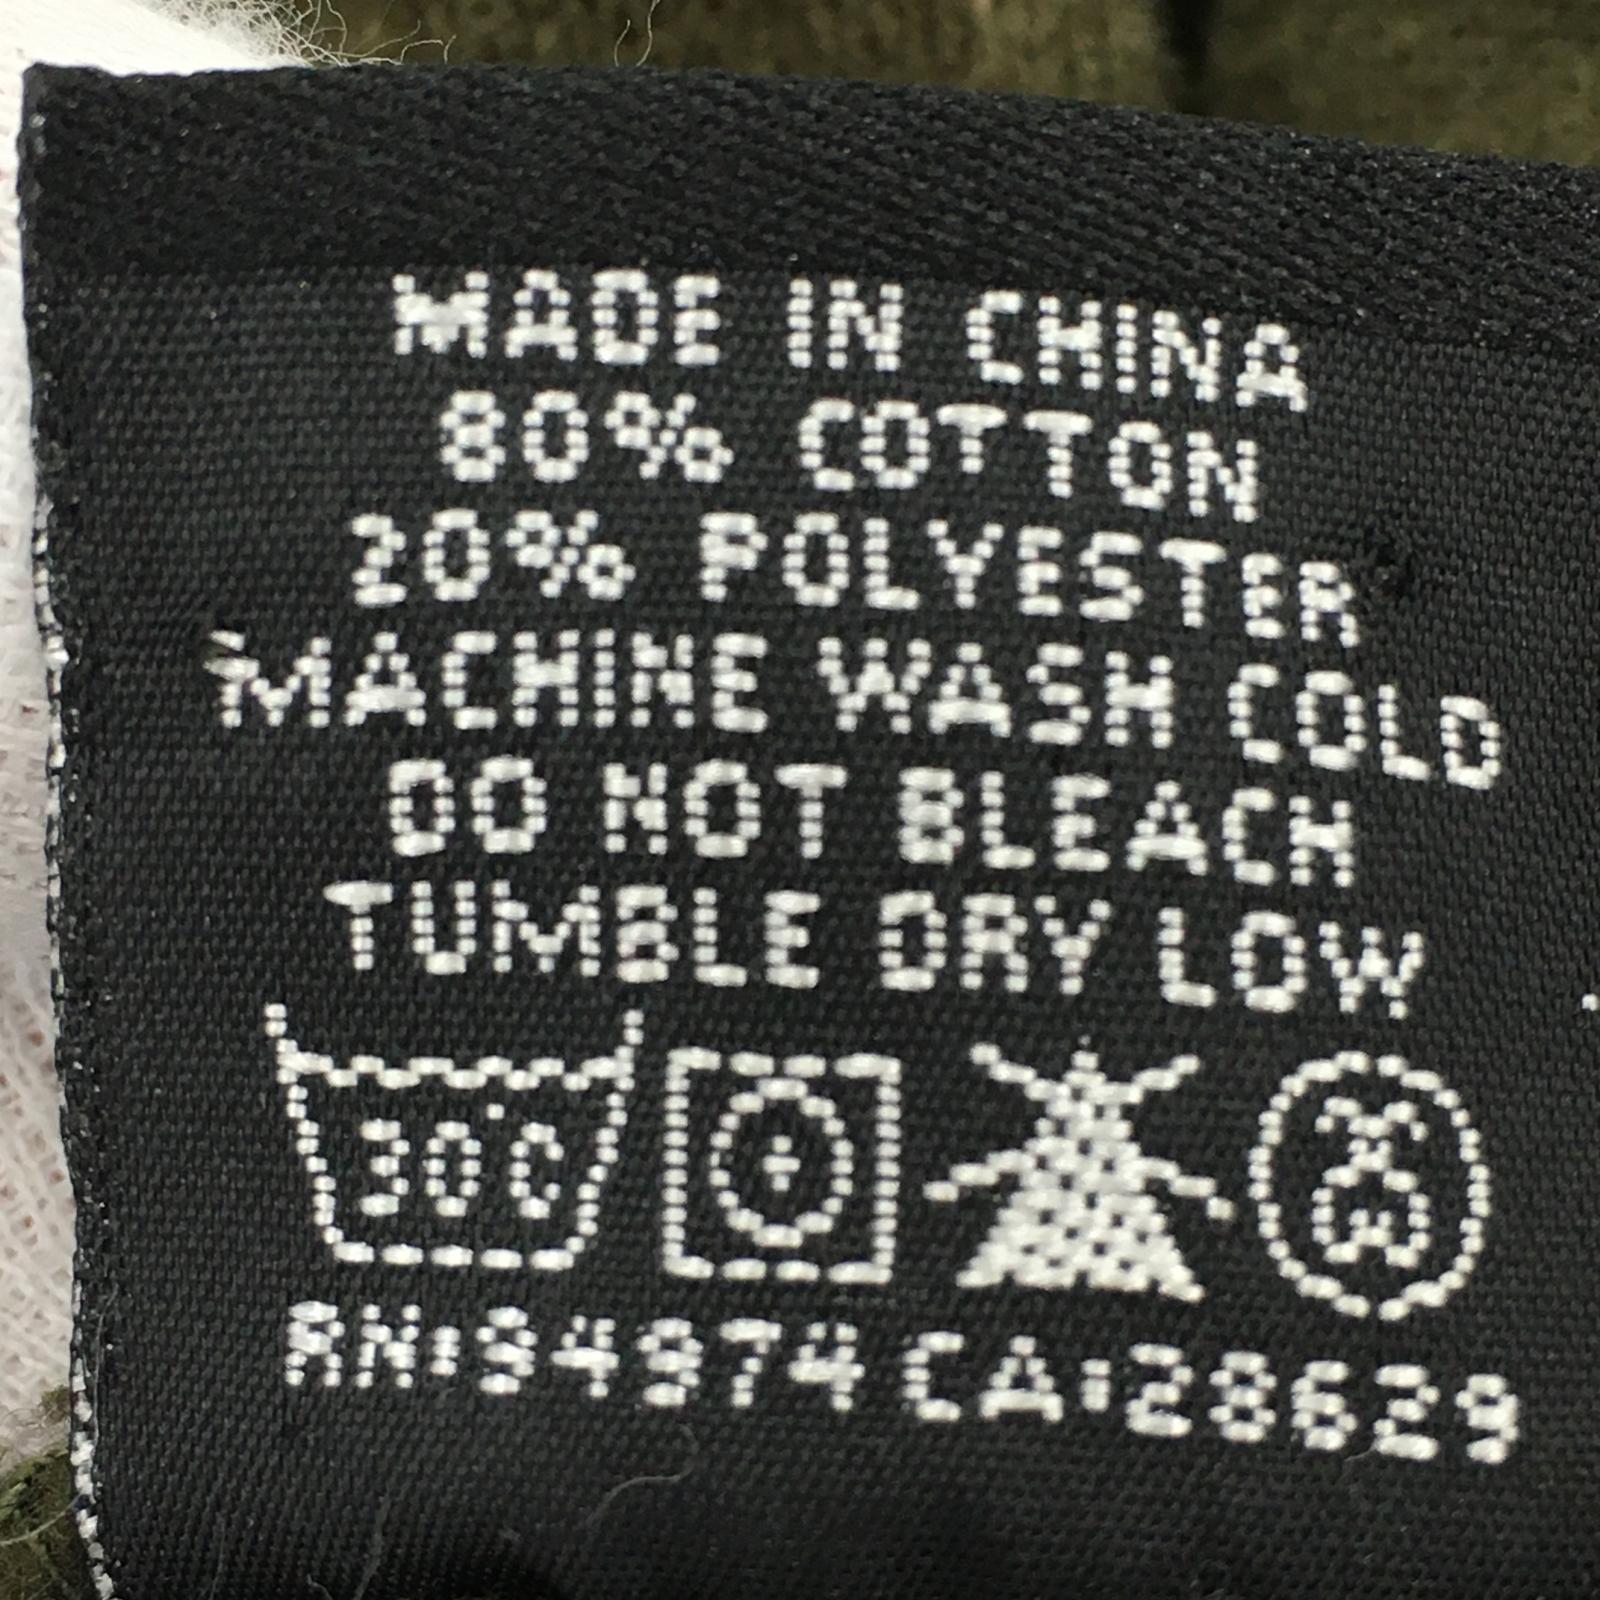 MADE IN CHINA
80% COTTON
20% POLYESTER
MACHINE WASH COLD
DO NOT BLEACH
TUMBLE DRY LOW
30°C
RN:94974 CA:28629